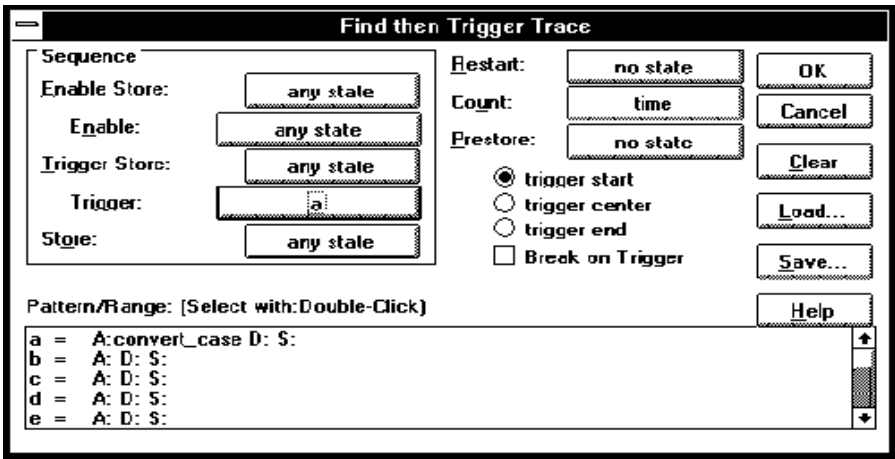 Find then Trigger Trace
Sequence
Enable Store: any state
Enable: any state
Trigger Store: any state
Trigger: a
Store: any state
Restart: no state
Count: time
Prestore: no state
trigger start
trigger center
trigger end
Break on Trigger
OK
Cancel
Clear
Load...
Save...
Help
Pattern/Range: (Select with:Double-Click)
a = A:convert_case D: S:
b = A: D: S:
c = A: D: S:
d = A: D: S:
e = A: D: S: